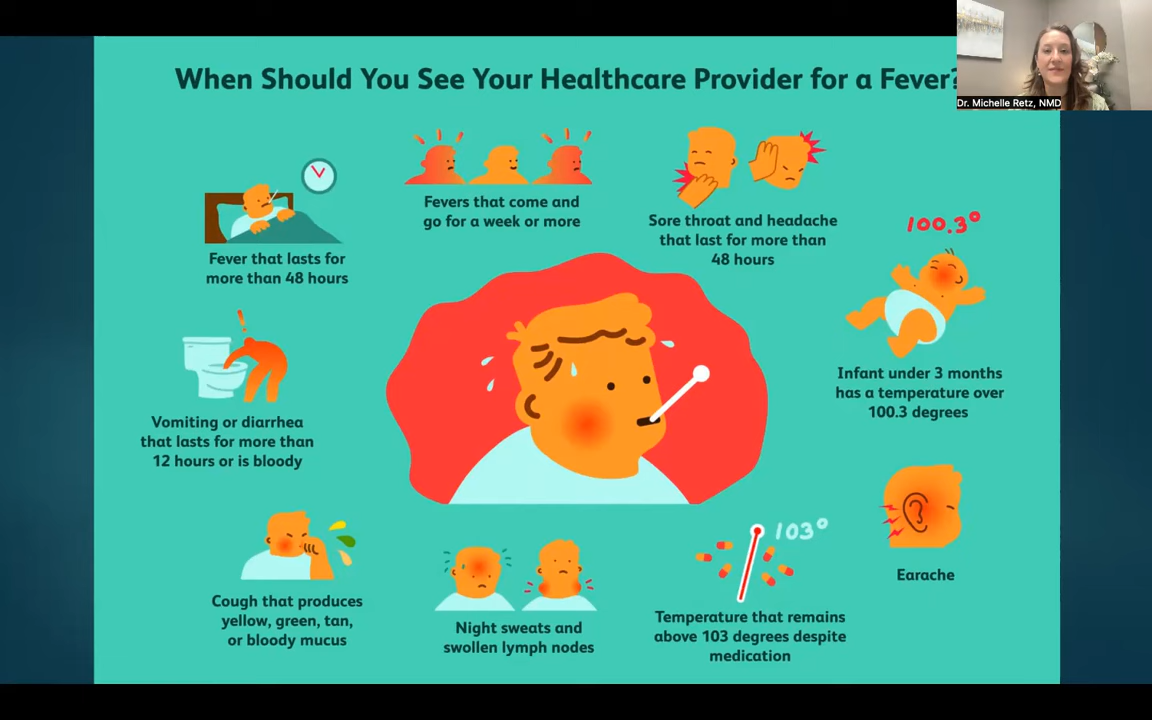 When Should You See Your Healthcare Provider for a Fever?
Dr. Michelle Retz, NMD
Fever that lasts for
more than 48 hours
Fevers that come and
go for a week or more
Sore throat and headache
that last for more than
48 hours
100.3°
Infant under 3 months
has a temperature over
100.3 degrees
Vomiting or diarrhea
that lasts for more than
12 hours or is bloody
Earache
Cough that produces
yellow, green, tan,
or bloody mucus
Night sweats and
swollen lymph nodes
103°
Temperature that remains
above 103 degrees despite
medication